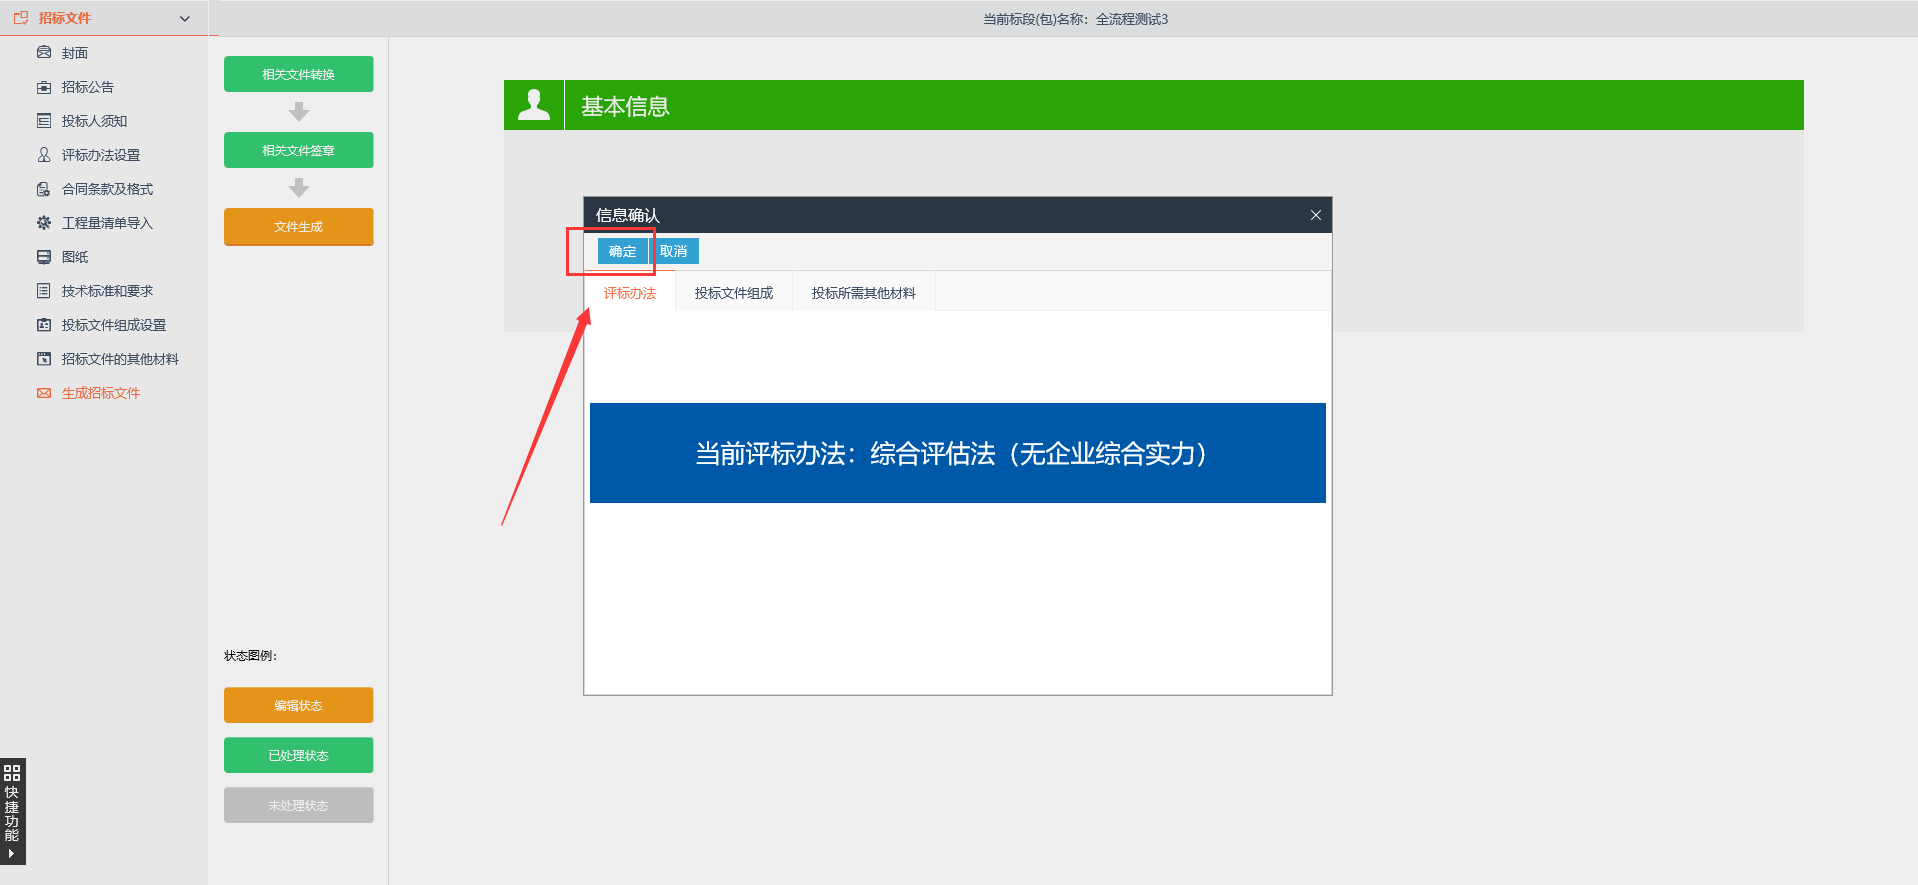 招标文件
当前标段(包)名称：全流程测试3
封面
招标公告
投标人须知
评标办法设置
合同条款及格式
工程量清单导入
图纸
技术标准和要求
投标文件组成设置
招标文件的其他材料
生成招标文件
相关文件转换
相关文件签章
文件生成
基本信息
信息确认
确定 取消
评标办法 投标文件组成 投标所需其他材料
当前评标办法：综合评估法（无企业综合实力）
状态图例：
编辑状态
已处理状态
未处理状态
快捷功能